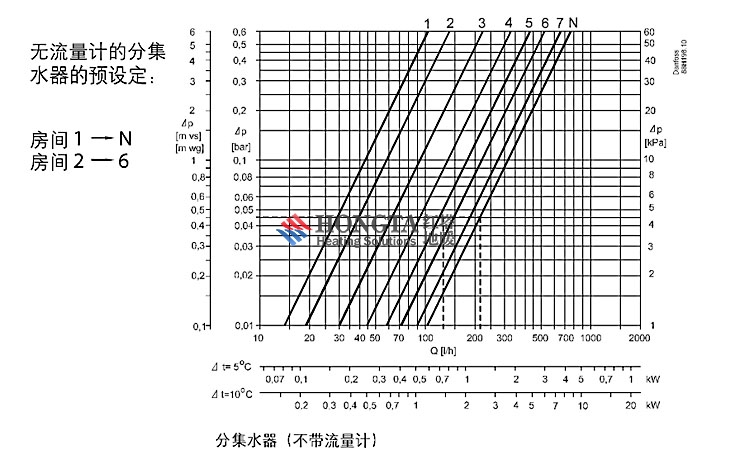 无流量计的分集
水器的预设定:
房间1→N
房间2—6
1 2 3 4 5 6 7 N
6 0,6 60
5 0,5 50
4 0,4 40
3 0,3 30
2 0,2 20
Δp Δp Δp
[m vs] [bar] [kPa]
[m wg]
1 0,1 10
0,8 0,08 8
0,6 0,06 6
0,5 0,05 5
0,4 0,04 4
0,3 0,03 3
0,2 0,02 2
0,1 0,01 1
10 20 30 40 50 70 100 200 300 500 700 1000 2000
Q [l/h]
Danfoss
HONGTA 红塔
Heating Solutions 地暖
Δ t= 5°C 0,07 0,1 0,2 0,3 0,4 0,5 0,7 1 2 3 4 5 0,7 1 kW
Δ t=10°C 0,2 0,3 0,4 0,5 0,7 1 2 3 4 5 7 10 20 kW
分集水器(不带流量计)